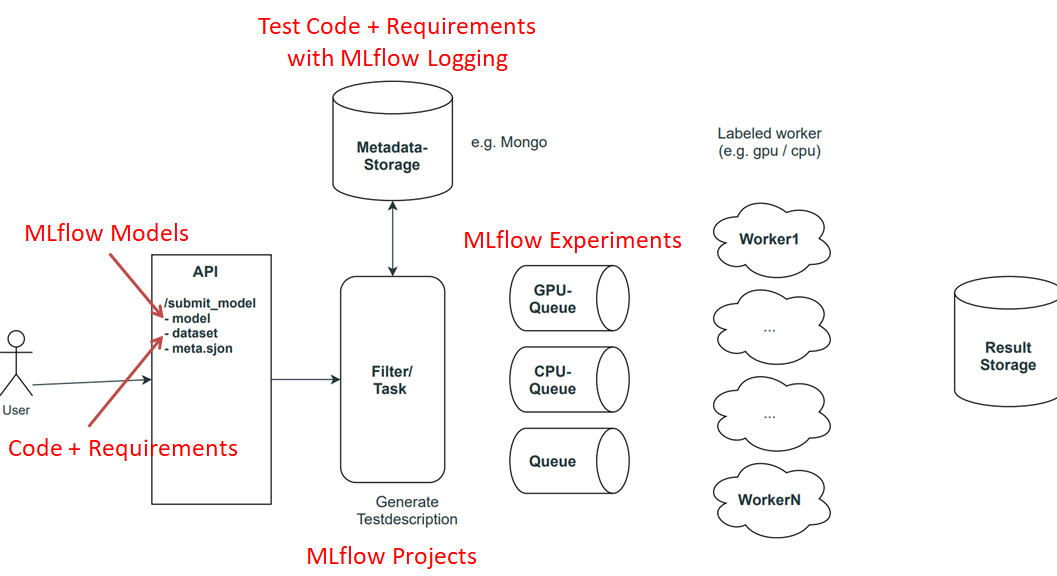 Test Code + Requirements
with MLflow Logging
Metadata-
Storage
e.g. Mongo
Labeled worker
(e.g. gpu / cpu)
MLflow Models
MLflow Experiments
API
/submit_model
- model
- dataset
- meta.sjon
User
Code + Requirements
Filter/
Task
Generate
Testdescription
MLflow Projects
GPU-
Queue
CPU-
Queue
Queue
Worker1
...
...
WorkerN
Result
Storage